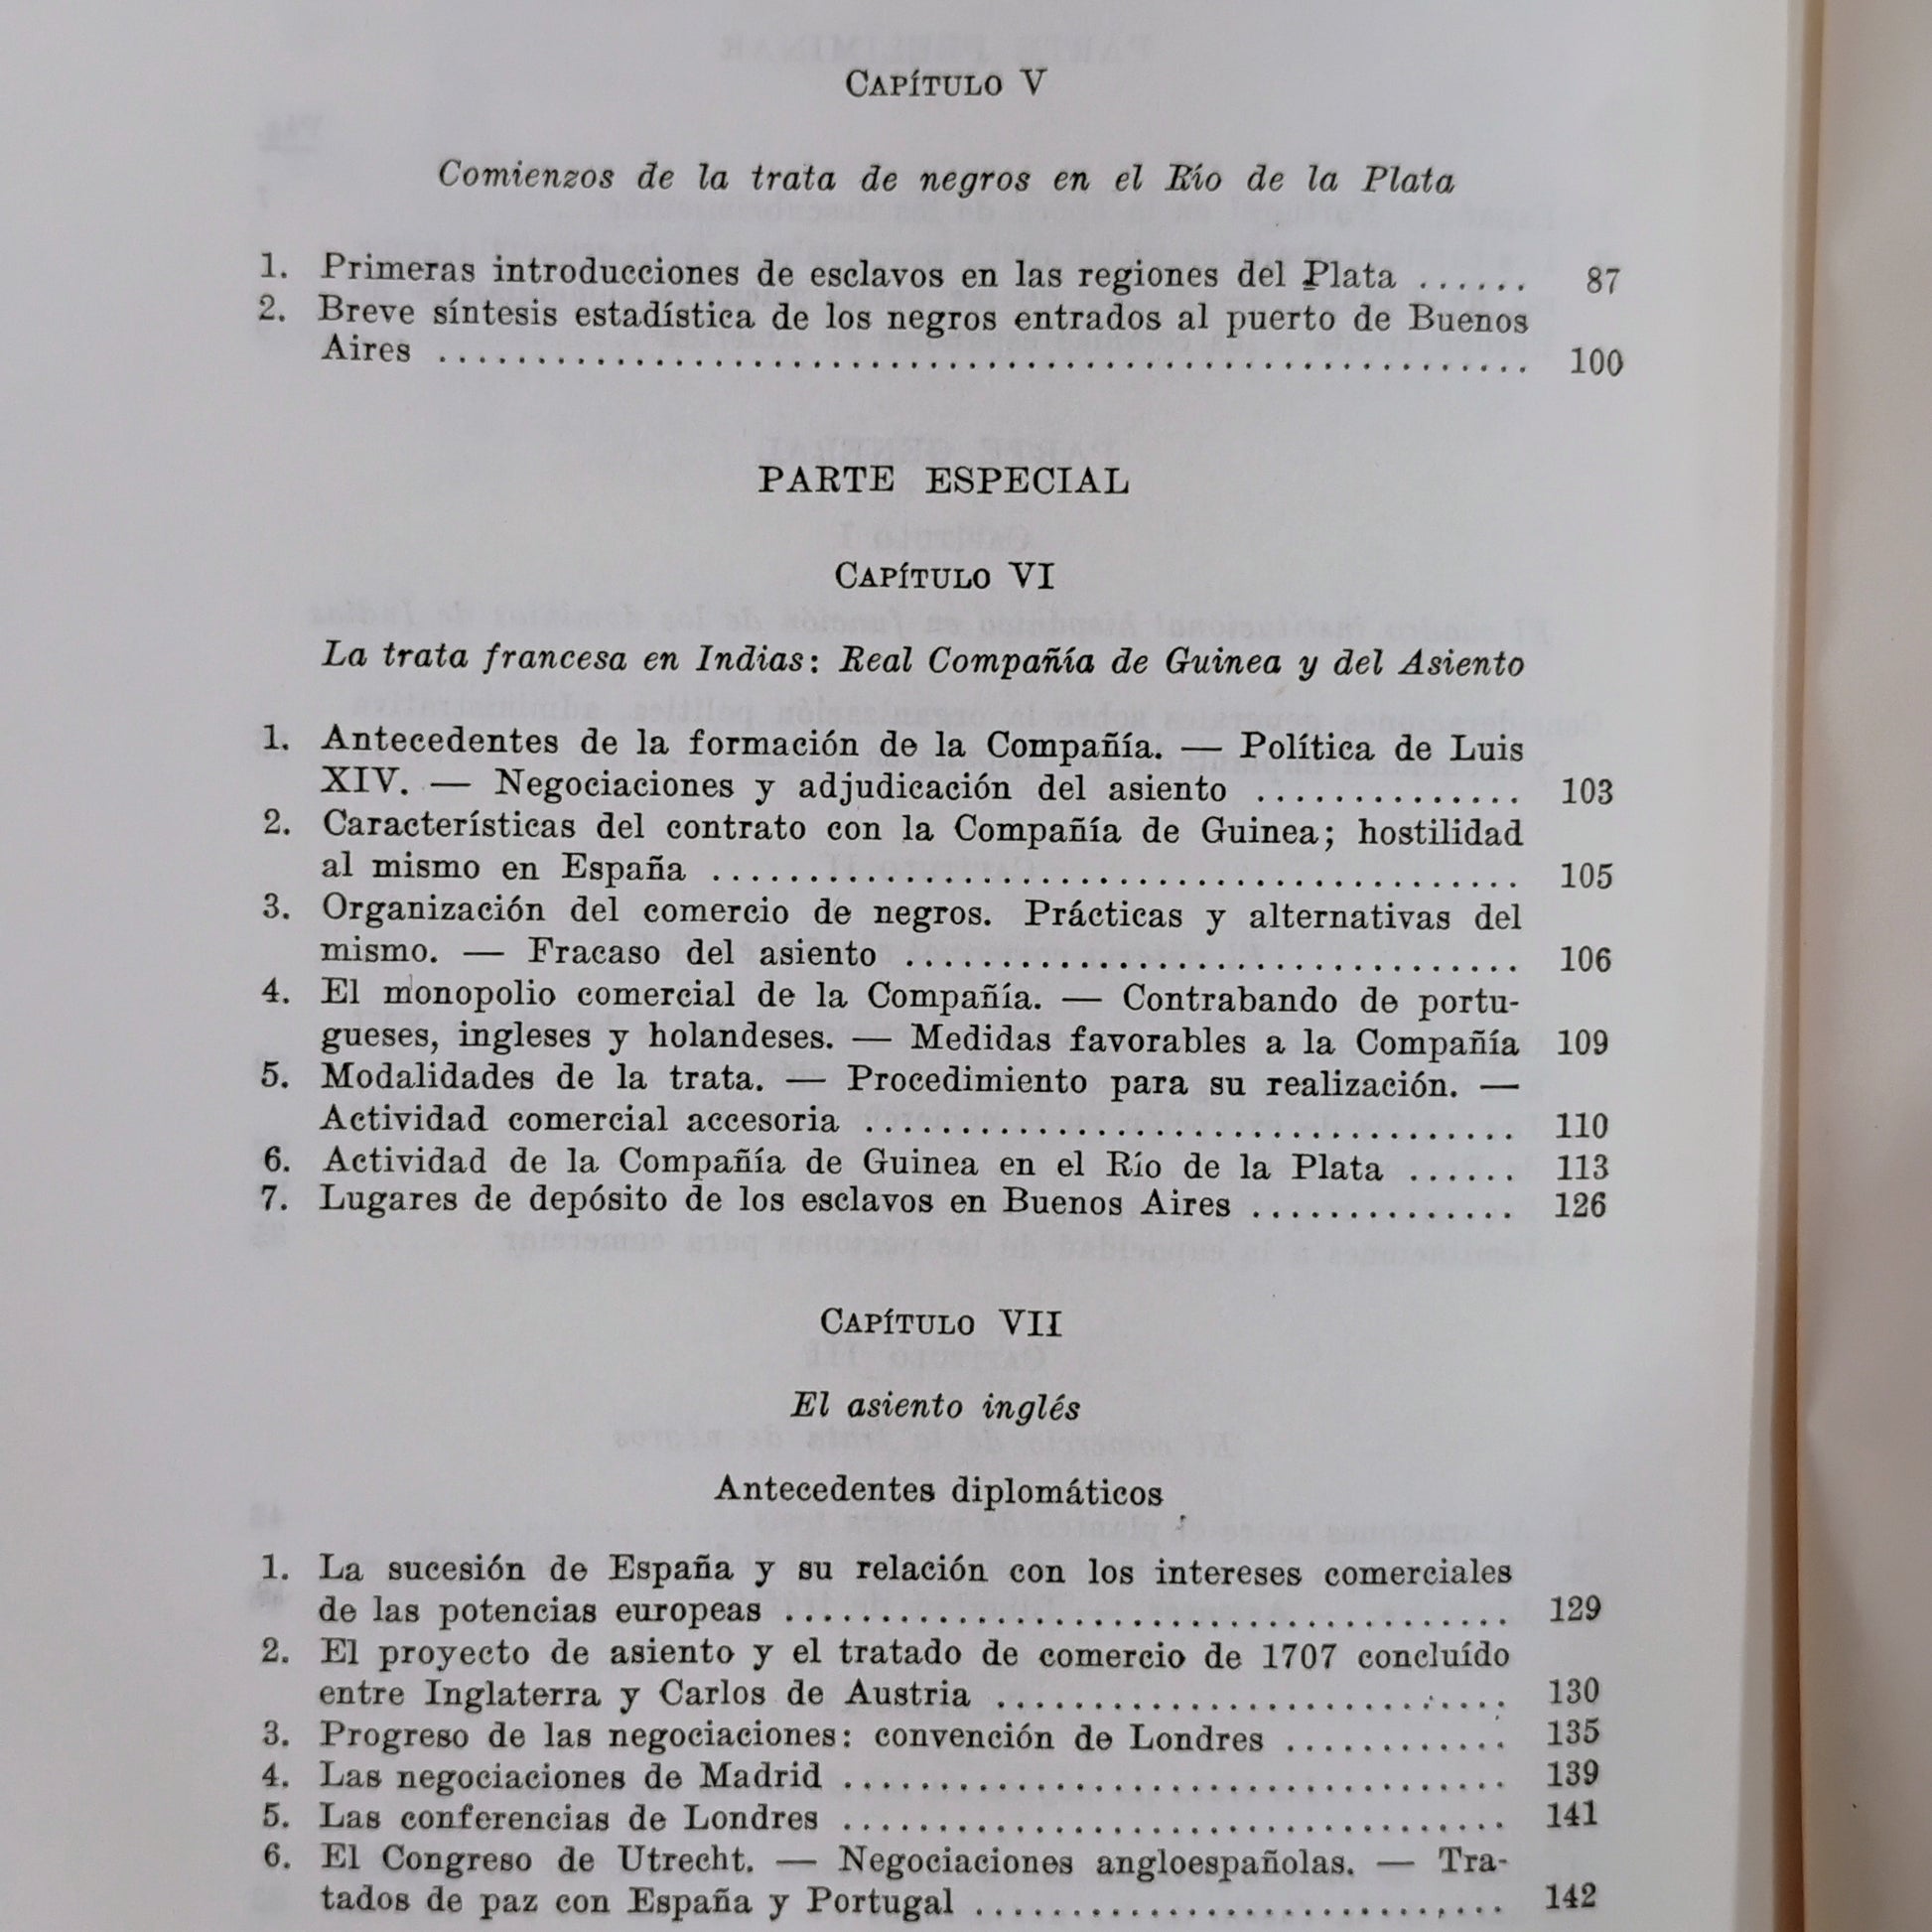 CAPÍTULO V
Comienzos de la trata de negros en el Río de la Plata
1. Primeras introducciones de esclavos en las regiones del Plata ...... 87
2. Breve síntesis estadística de los negros entrados al puerto de Buenos
Aires ........................................................ 100
PARTE ESPECIAL
CAPÍTULO VI
La trata francesa en Indias: Real Compañía de Guinea y del Asiento
1. Antecedentes de la formación de la Compañía. — Política de Luis
XIV. — Negociaciones y adjudicación del asiento .............. 103
2. Características del contrato con la Compañía de Guinea; hostilidad
al mismo en España .......................................... 105
3. Organización del comercio de negros. Prácticas y alternativas del
mismo. — Fracaso del asiento ................................ 106
4. El monopolio comercial de la Compañía. — Contrabando de portu-
gueses, ingleses y holandeses. — Medidas favorables a la Compañía 109
5. Modalidades de la trata. — Procedimiento para su realización. —
Actividad comercial accesoria .................................. 110
6. Actividad de la Compañía de Guinea en el Río de la Plata ...... 113
7. Lugares de depósito de los esclavos en Buenos Aires .............. 126
CAPÍTULO VII
El asiento inglés
Antecedentes diplomáticos
1. La sucesión de España y su relación con los intereses comerciales
de las potencias europeas ...................................... 129
2. El proyecto de asiento y el tratado de comercio de 1707 concluído
entre Inglaterra y Carlos de Austria ........................... 130
3. Progreso de las negociaciones: convención de Londres ............ 135
4. Las negociaciones de Madrid ................................... 139
5. Las conferencias de Londres ................................... 141
6. El Congreso de Utrecht. — Negociaciones angloespañolas. — Tra-
tados de paz con España y Portugal ............................ 142